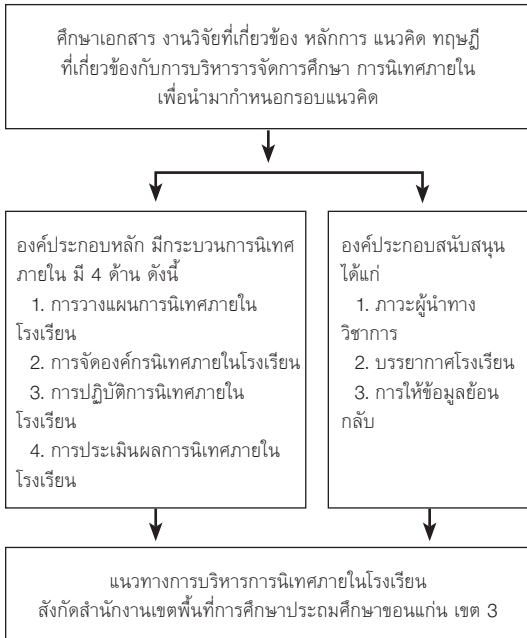 ศึกษาเอกสาร งานวิจัยที่เกี่ยวข้อง หลักการ แนวคิด ทฤษฎี
ที่เกี่ยวข้องกับการบริหารารจัดการศึกษา การนิเทศภายใน
เพื่อนำมากำหนอกรอบแนวคิด
องค์ประกอบหลัก มีกระบวนการนิเทศ
ภายใน มี 4 ด้าน ดังนี้
1. การวางแผนการนิเทศภายใน
โรงเรียน
2. การจัดองค์กรนิเทศภายในโรงเรียน
3. การปฏิบัติการนิเทศภายใน
โรงเรียน
4. การประเมินผลการนิเทศภายใน
โรงเรียน
องค์ประกอบสนับสนุน
ได้แก่
1. ภาวะผู้นำทาง
วิชาการ
2. บรรยากาศโรงเรียน
3. การให้ข้อมูลย้อน
กลับ
แนวทางการบริหารการนิเทศภายในโรงเรียน
สังกัดสำนักงานเขตพื้นที่การศึกษาประถมศึกษาขอนแก่น เขต 3